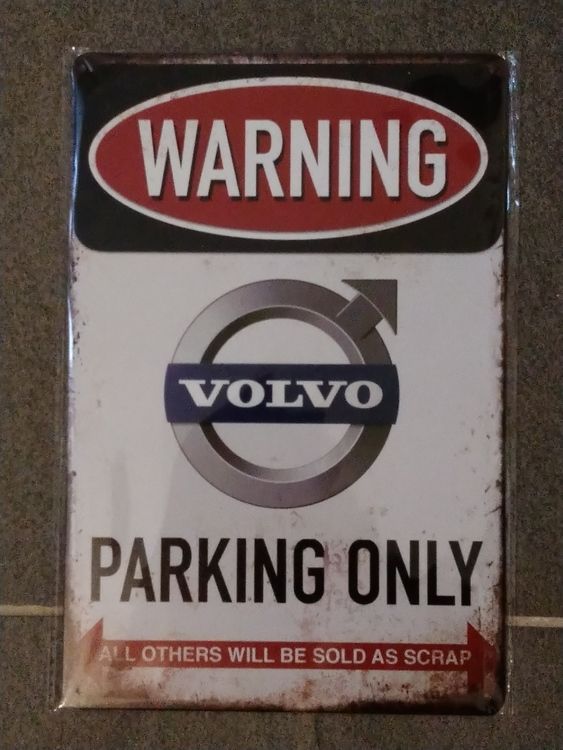 WARNING
VOLVO
PARKING ONLY
ALL OTHERS WILL BE SOLD AS SCRAP